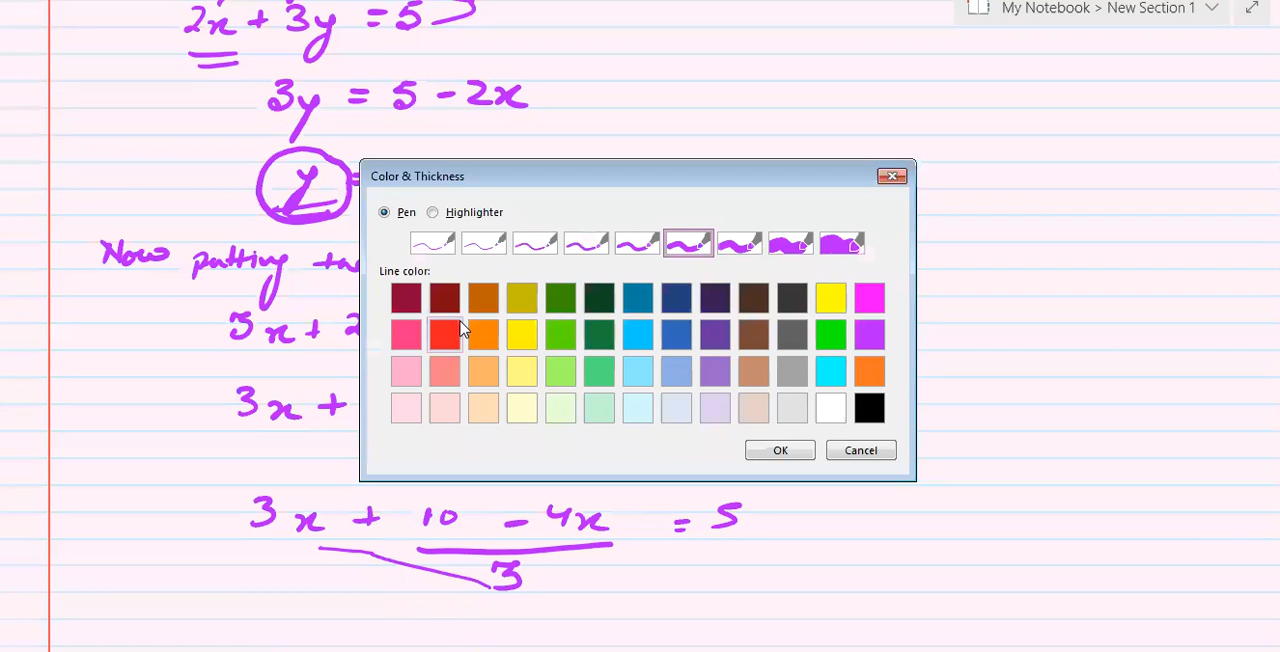 My Notebook > New Section 1
2x + 3y = 5
3y = 5 - 2x
y =
Color & Thickness
Pen Highlighter
Now putting
Line color:
3x + 2
3x +
OK Cancel
3x + 10 - 4x = 5
3